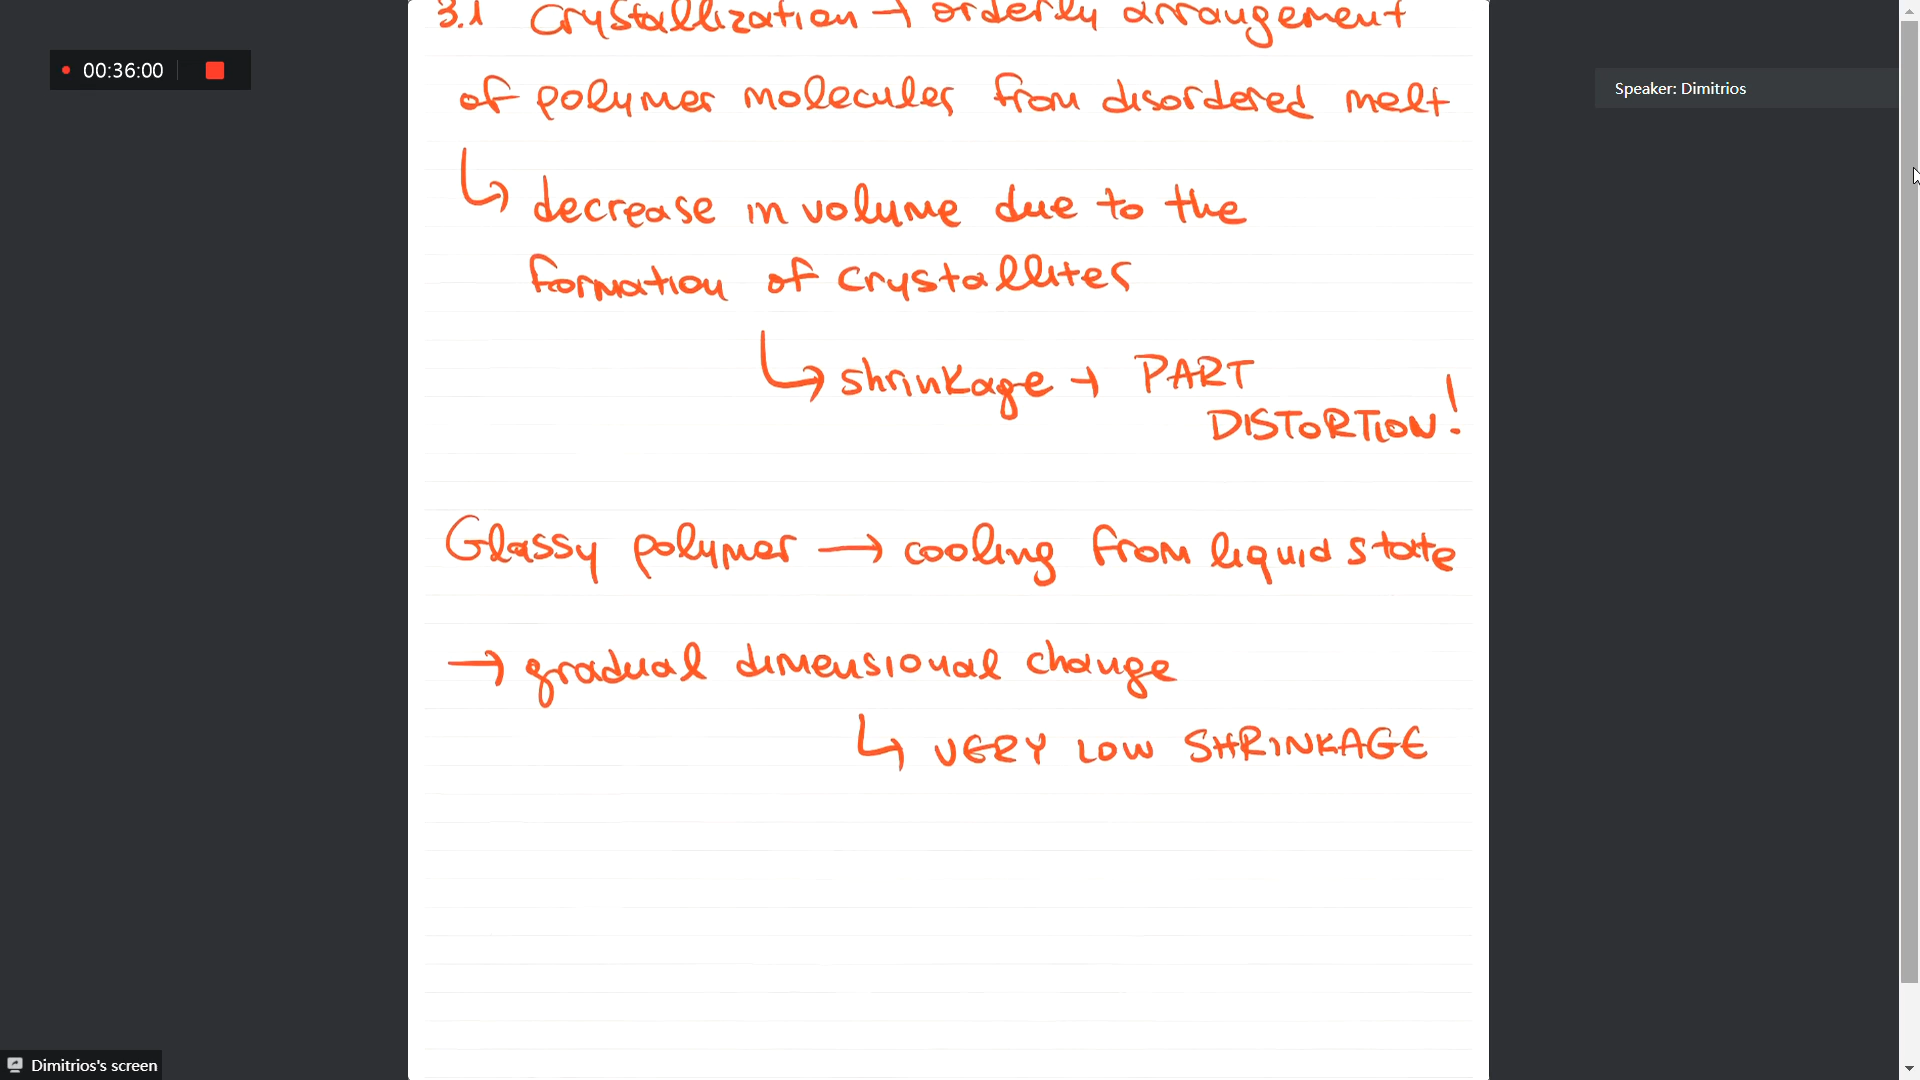 3.1 Crystallization → orderly arrangement
of polymer molecules from disordered melt
↳ decrease in volume due to the
formation of crystallites
↳ shrinkage → PART
DISTORTION!
Glassy polymer → cooling from liquid state
→ gradual dimensional change
↳ VERY LOW SHRINKAGE
00:36:00
Speaker: Dimitrios
Dimitrios's screen